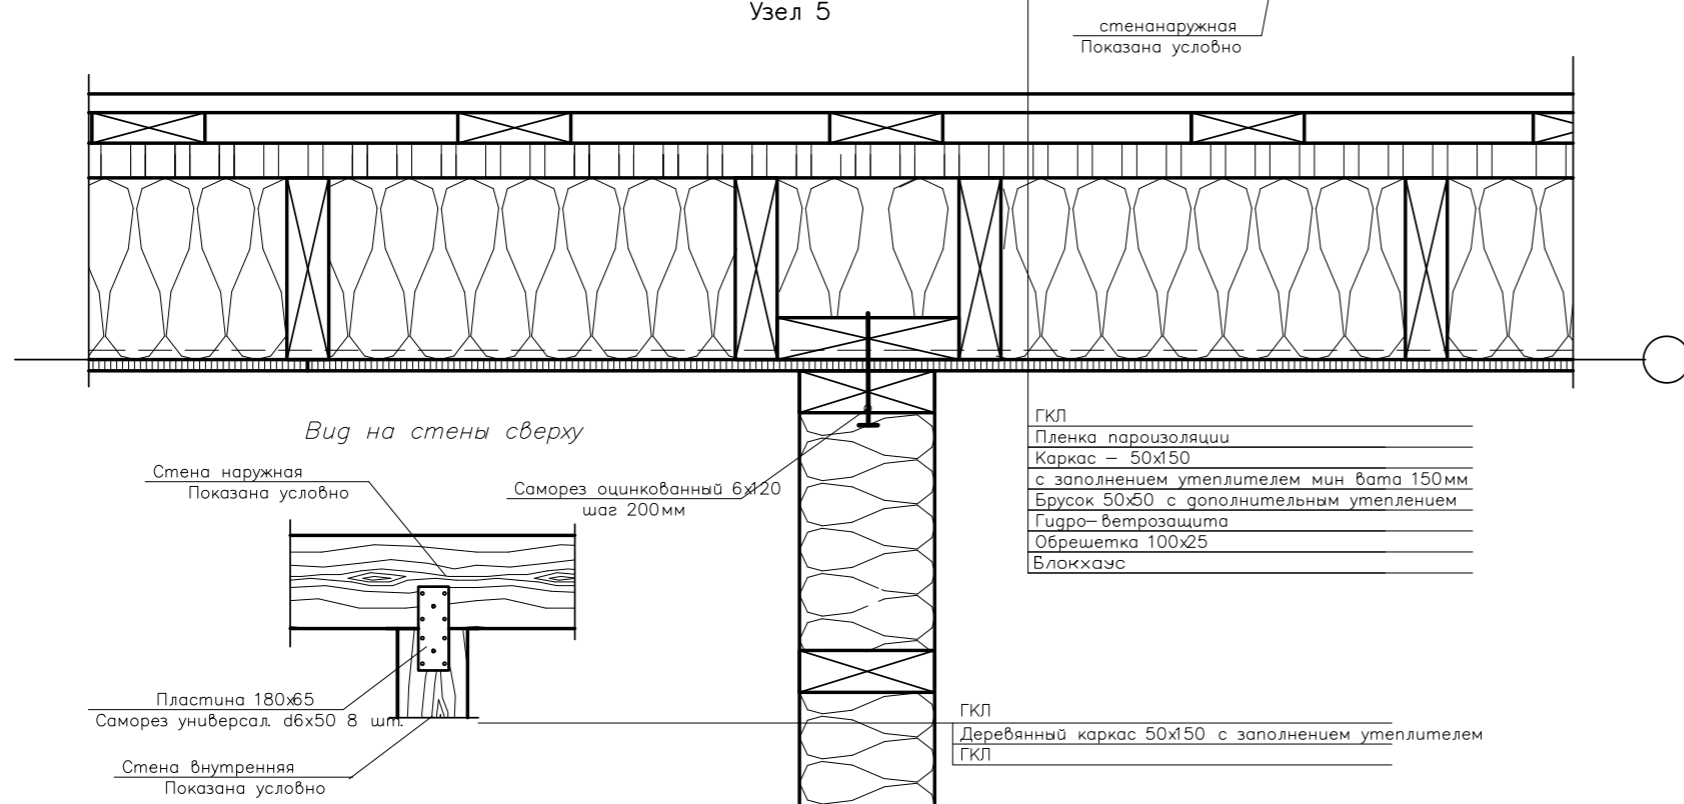 Узел 5
стенанаружная
Показана условно
Вид на стены сверху
Стена наружная
Показана условно
Саморез оцинкованный 6х120
шаг 200мм
ГКЛ
Пленка пароизоляции
Каркас – 50х150
с заполнением утеплителем мин вата 150мм
Брусок 50х50 с дополнительным утеплением
Гидро–ветрозащита
Обрешетка 100х25
Блокхаус
Пластина 180х65
Саморез универсал. d6х50 8 шт.
Стена внутренняя
Показана условно
ГКЛ
Деревянный каркас 50х150 с заполнением утеплителем
ГКЛ